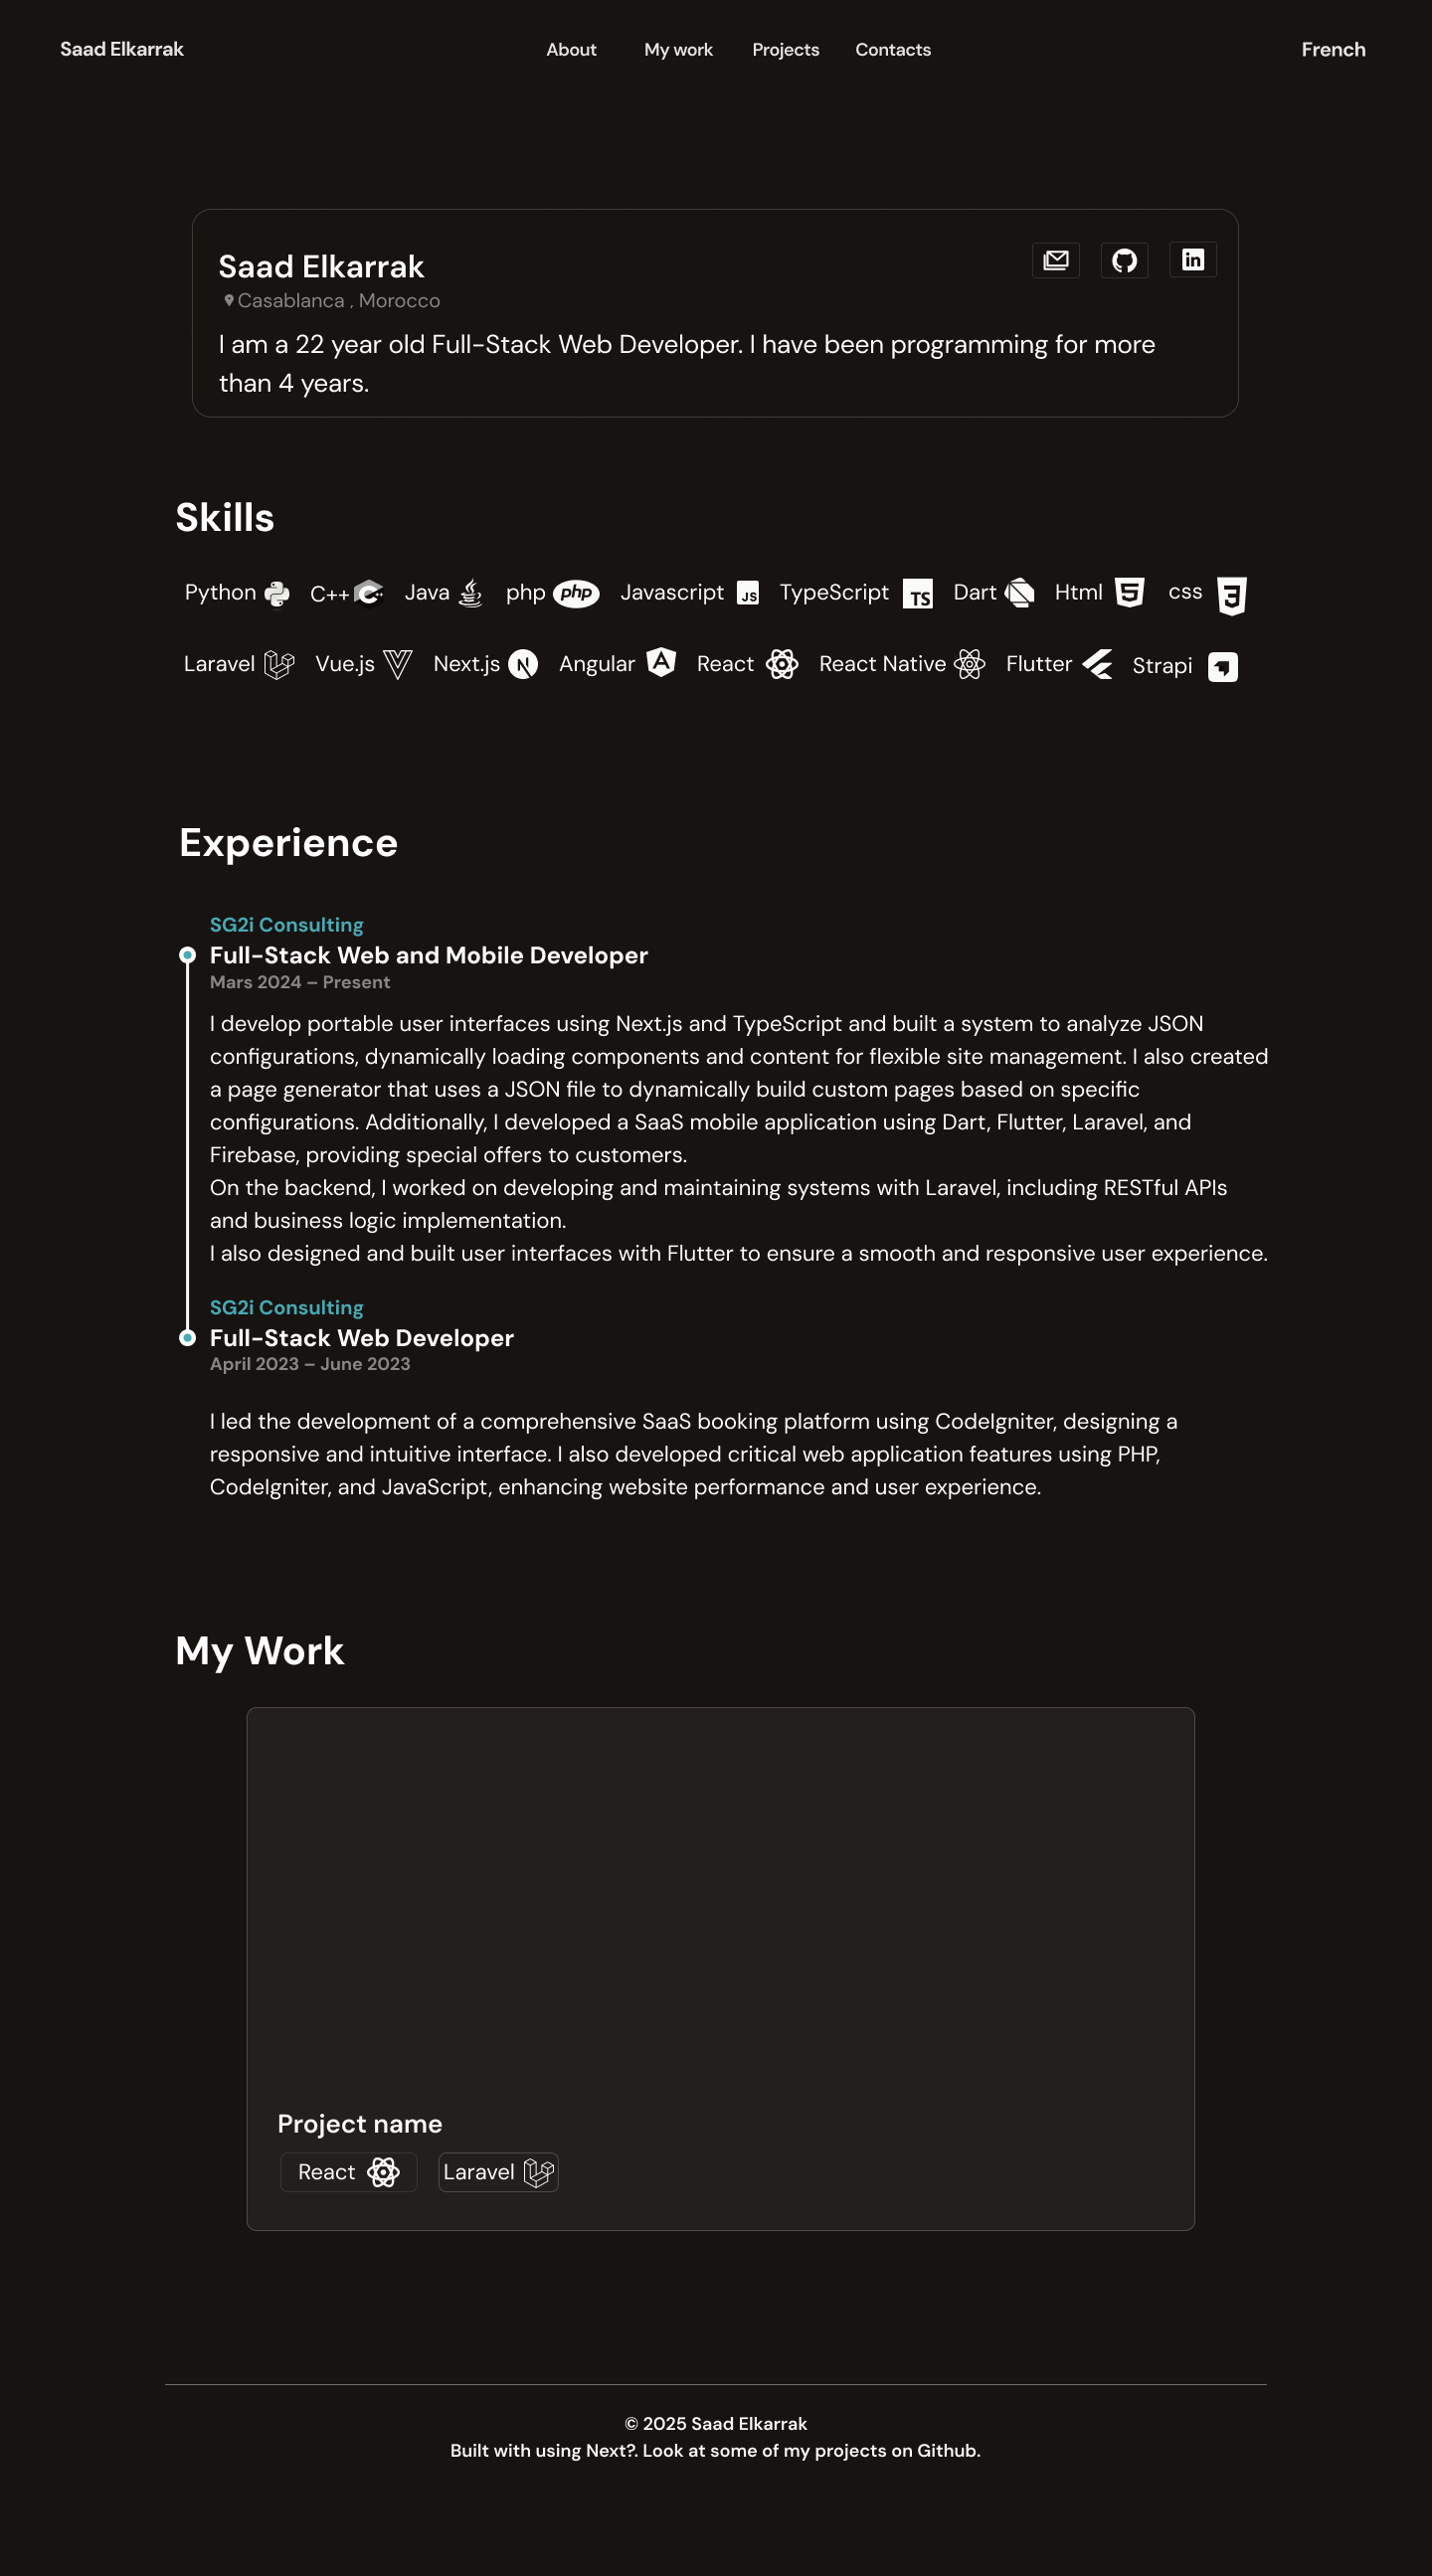 Saad Elkarrak About My work Projects Contacts French
Saad Elkarrak
Casablanca , Morocco
I am a 22 year old Full-Stack Web Developer. I have been programming for more
than 4 years.
Skills
Python C++ Java php php Javascript JS TypeScript TS Dart Html 5 css 3
Laravel Vue.js Next.js N Angular A React React Native Flutter Strapi
Experience
SG2i Consulting
Full-Stack Web and Mobile Developer
Mars 2024 – Present
I develop portable user interfaces using Next.js and TypeScript and built a system to analyze JSON
configurations, dynamically loading components and content for flexible site management. I also created
a page generator that uses a JSON file to dynamically build custom pages based on specific
configurations. Additionally, I developed a SaaS mobile application using Dart, Flutter, Laravel, and
Firebase, providing special offers to customers.
On the backend, I worked on developing and maintaining systems with Laravel, including RESTful APIs
and business logic implementation.
I also designed and built user interfaces with Flutter to ensure a smooth and responsive user experience.
SG2i Consulting
Full-Stack Web Developer
April 2023 – June 2023
I led the development of a comprehensive SaaS booking platform using CodeIgniter, designing a
responsive and intuitive interface. I also developed critical web application features using PHP,
CodeIgniter, and JavaScript, enhancing website performance and user experience.
My Work
Project name
React Laravel
© 2025 Saad Elkarrak
Built with using Next?. Look at some of my projects on Github.